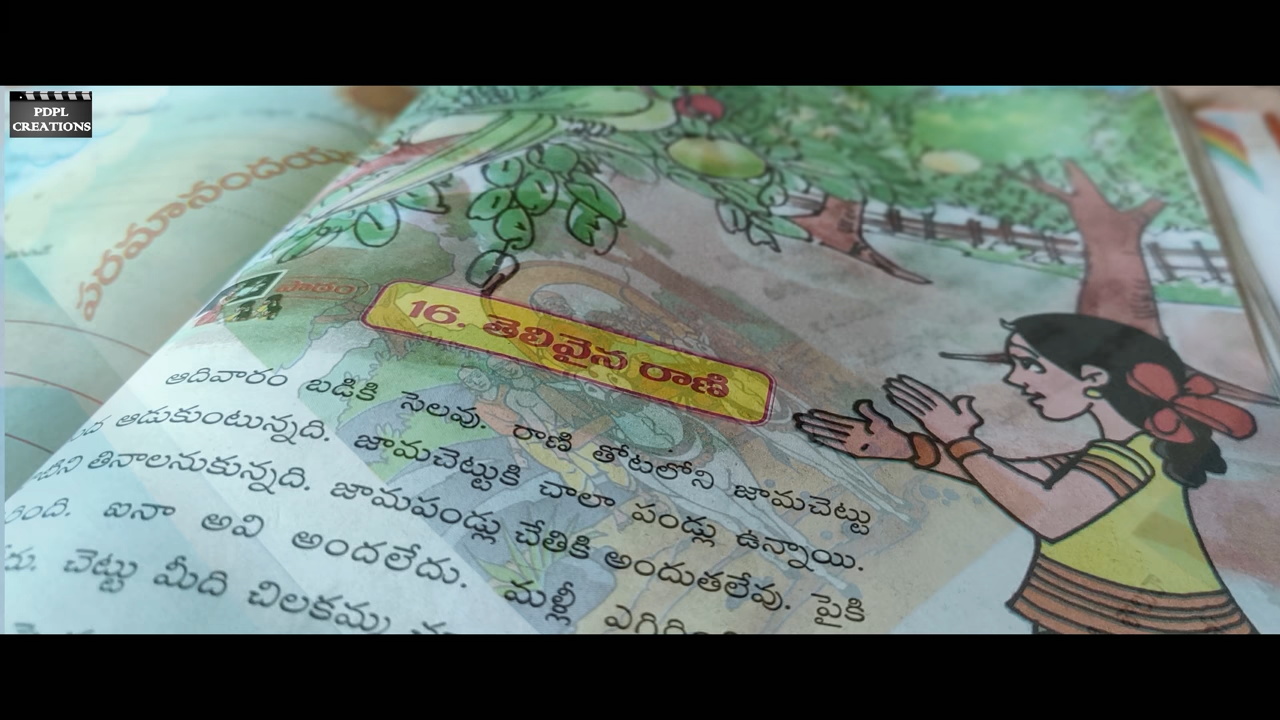 PDPL
CREATIONS
పరమానందయ్య
పాఠం
16. తెలివైన రాణి
ఆదివారం బడికి సెలవు. రాణి తోటలోని జామచెట్టు
ఆడుకుంటున్నది. జామచెట్టుకి చాలా పండ్లు ఉన్నాయి.
తినాలనుకున్నది. జామపండ్లు చేతికి అందుతలేవు. పైకి
ఐనా అవి అందలేదు. మళ్లీ
చెట్టు మీది చిలకమ్మ